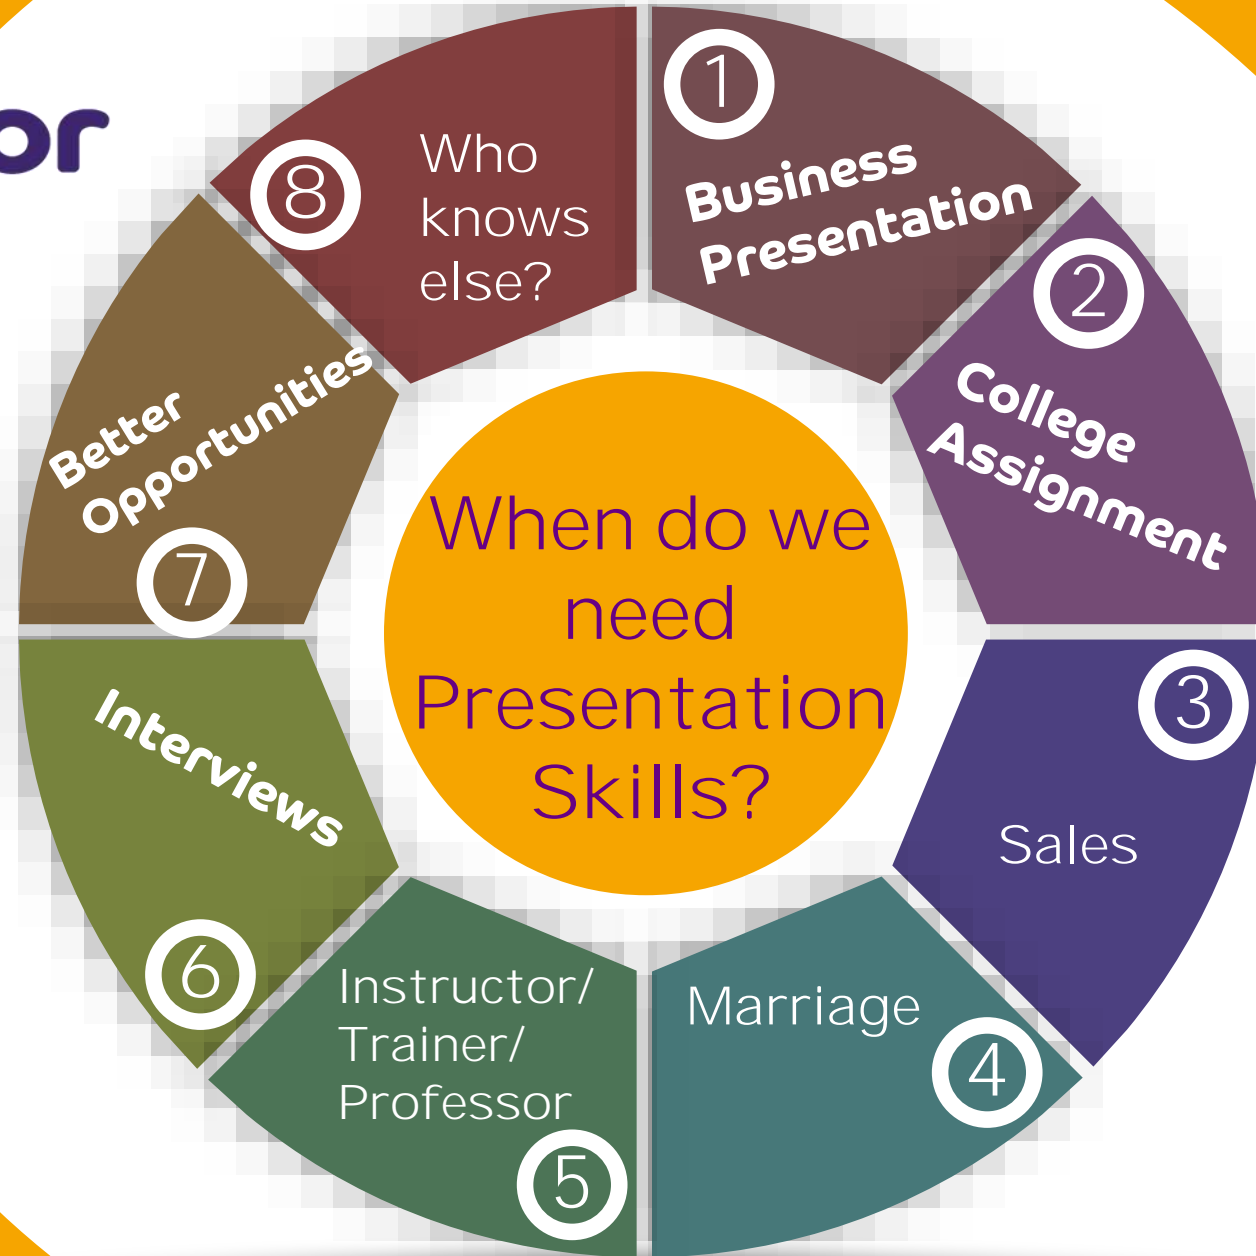 or
When do we
need
Presentation
Skills?
1
Business
Presentation
2
College
Assignment
3
Sales
Marriage
4
Instructor/
Trainer/
Professor
5
Interviews
6
Better
Opportunities
7
8
Who
knows
else?